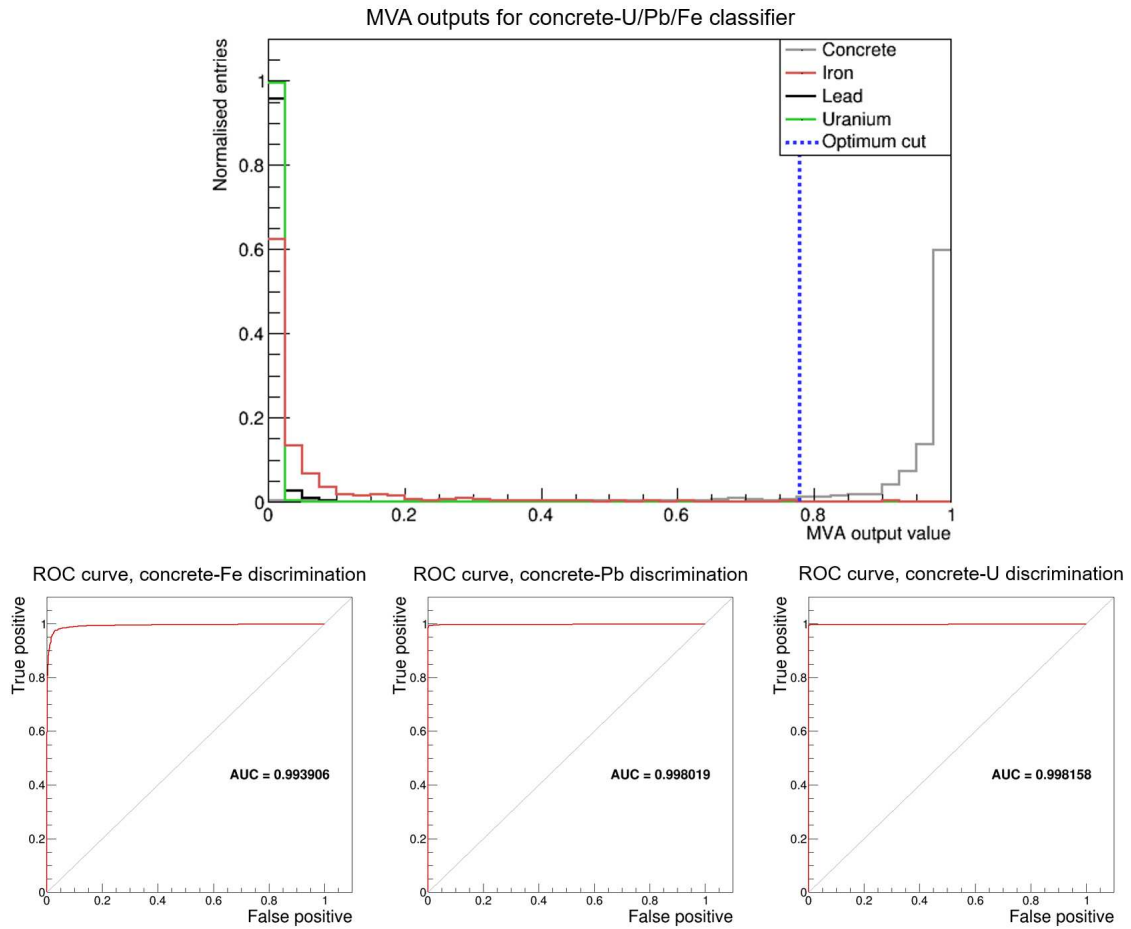 MVA outputs for concrete-U/Pb/Fe classifier
Normalised entries
1
0.8
0.6
0.4
0.2
0
Concrete
Iron
Lead
Uranium
Optimum cut
0 0.2 0.4 0.6 0.8 1
MVA output value
ROC curve, concrete-Fe discrimination
True positive
1
0.8
0.6
0.4
0.2
0
AUC = 0.993906
0 0.2 0.4 0.6 0.8 1
False positive
ROC curve, concrete-Pb discrimination
True positive
1
0.8
0.6
0.4
0.2
0
AUC = 0.998019
0 0.2 0.4 0.6 0.8 1
False positive
ROC curve, concrete-U discrimination
True positive
1
0.8
0.6
0.4
0.2
0
AUC = 0.998158
0 0.2 0.4 0.6 0.8 1
False positive